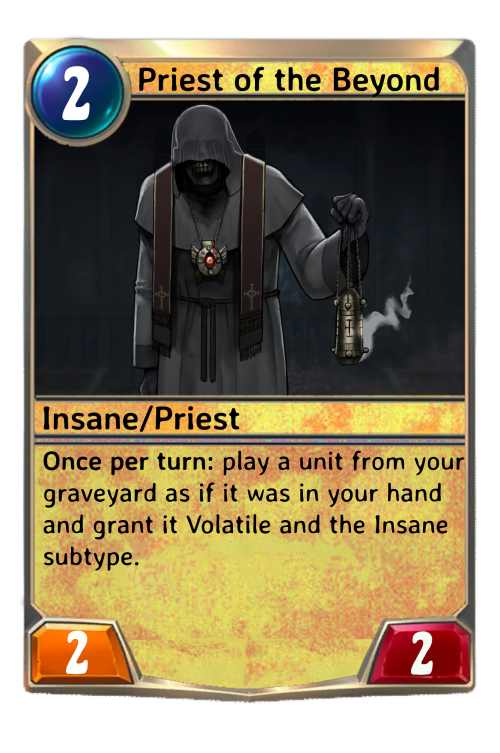 2
Priest of the Beyond
Insane/Priest
Once per turn: play a unit from your
graveyard as if it was in your hand
and grant it Volatile and the Insane
subtype.
2
2